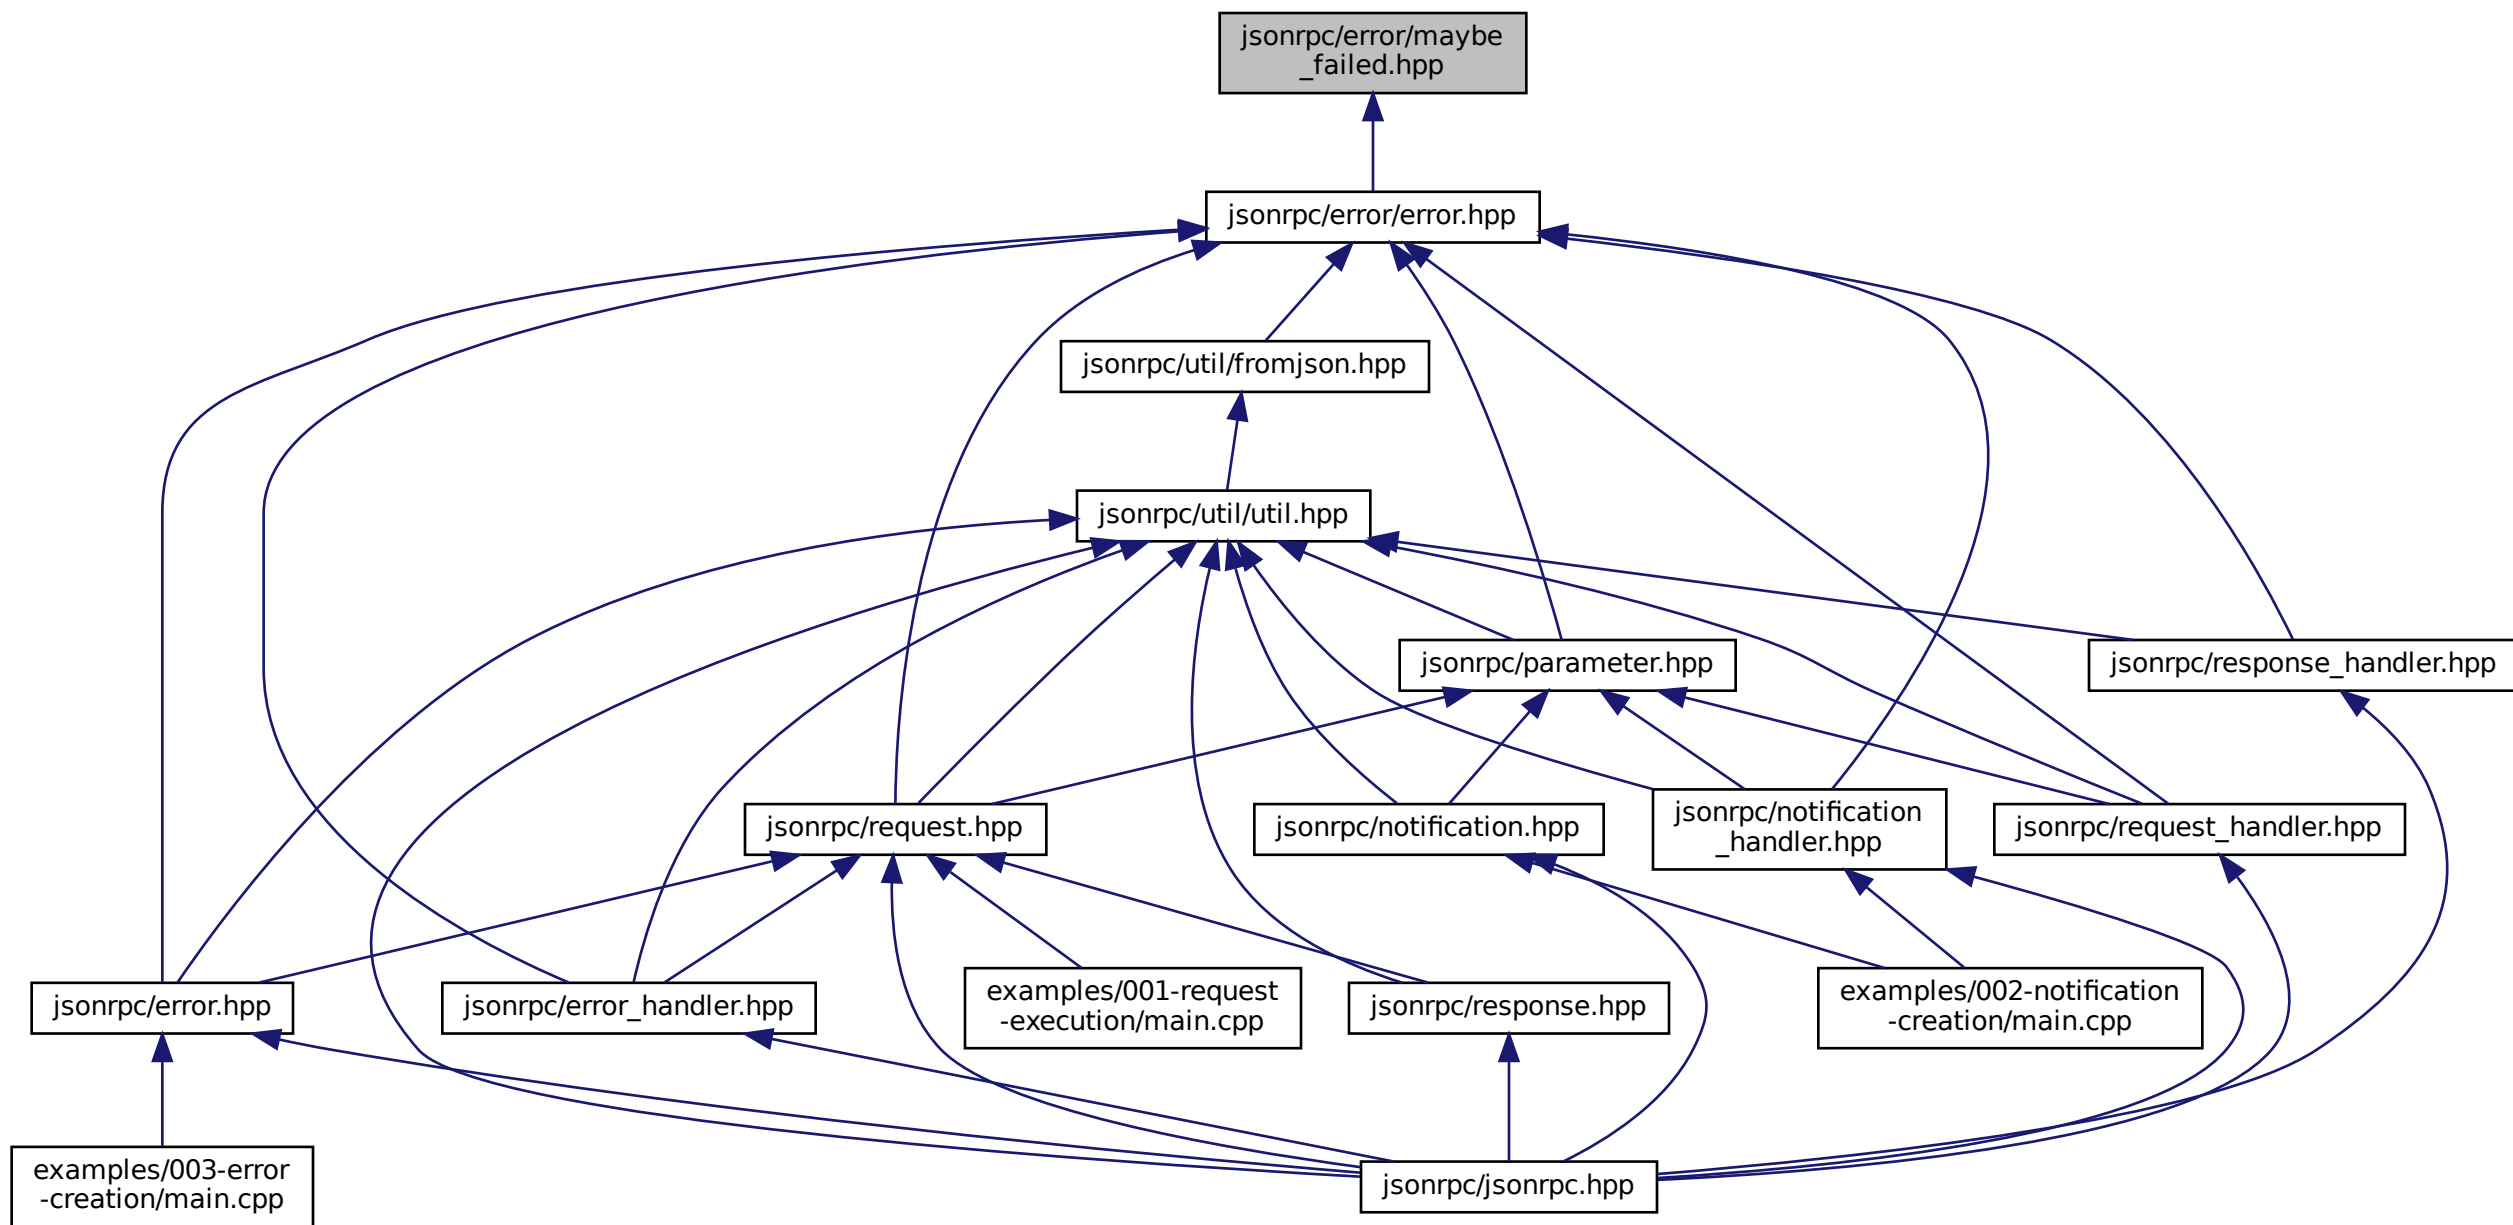 jsonrpc/error/maybe
_failed.hpp
jsonrpc/error/error.hpp
jsonrpc/util/fromjson.hpp
jsonrpc/util/util.hpp
jsonrpc/parameter.hpp
jsonrpc/response_handler.hpp
jsonrpc/request.hpp
jsonrpc/notification.hpp
jsonrpc/notification
_handler.hpp
jsonrpc/request_handler.hpp
jsonrpc/error.hpp
jsonrpc/error_handler.hpp
examples/001-request
-execution/main.cpp
jsonrpc/response.hpp
examples/002-notification
-creation/main.cpp
examples/003-error
-creation/main.cpp
jsonrpc/jsonrpc.hpp